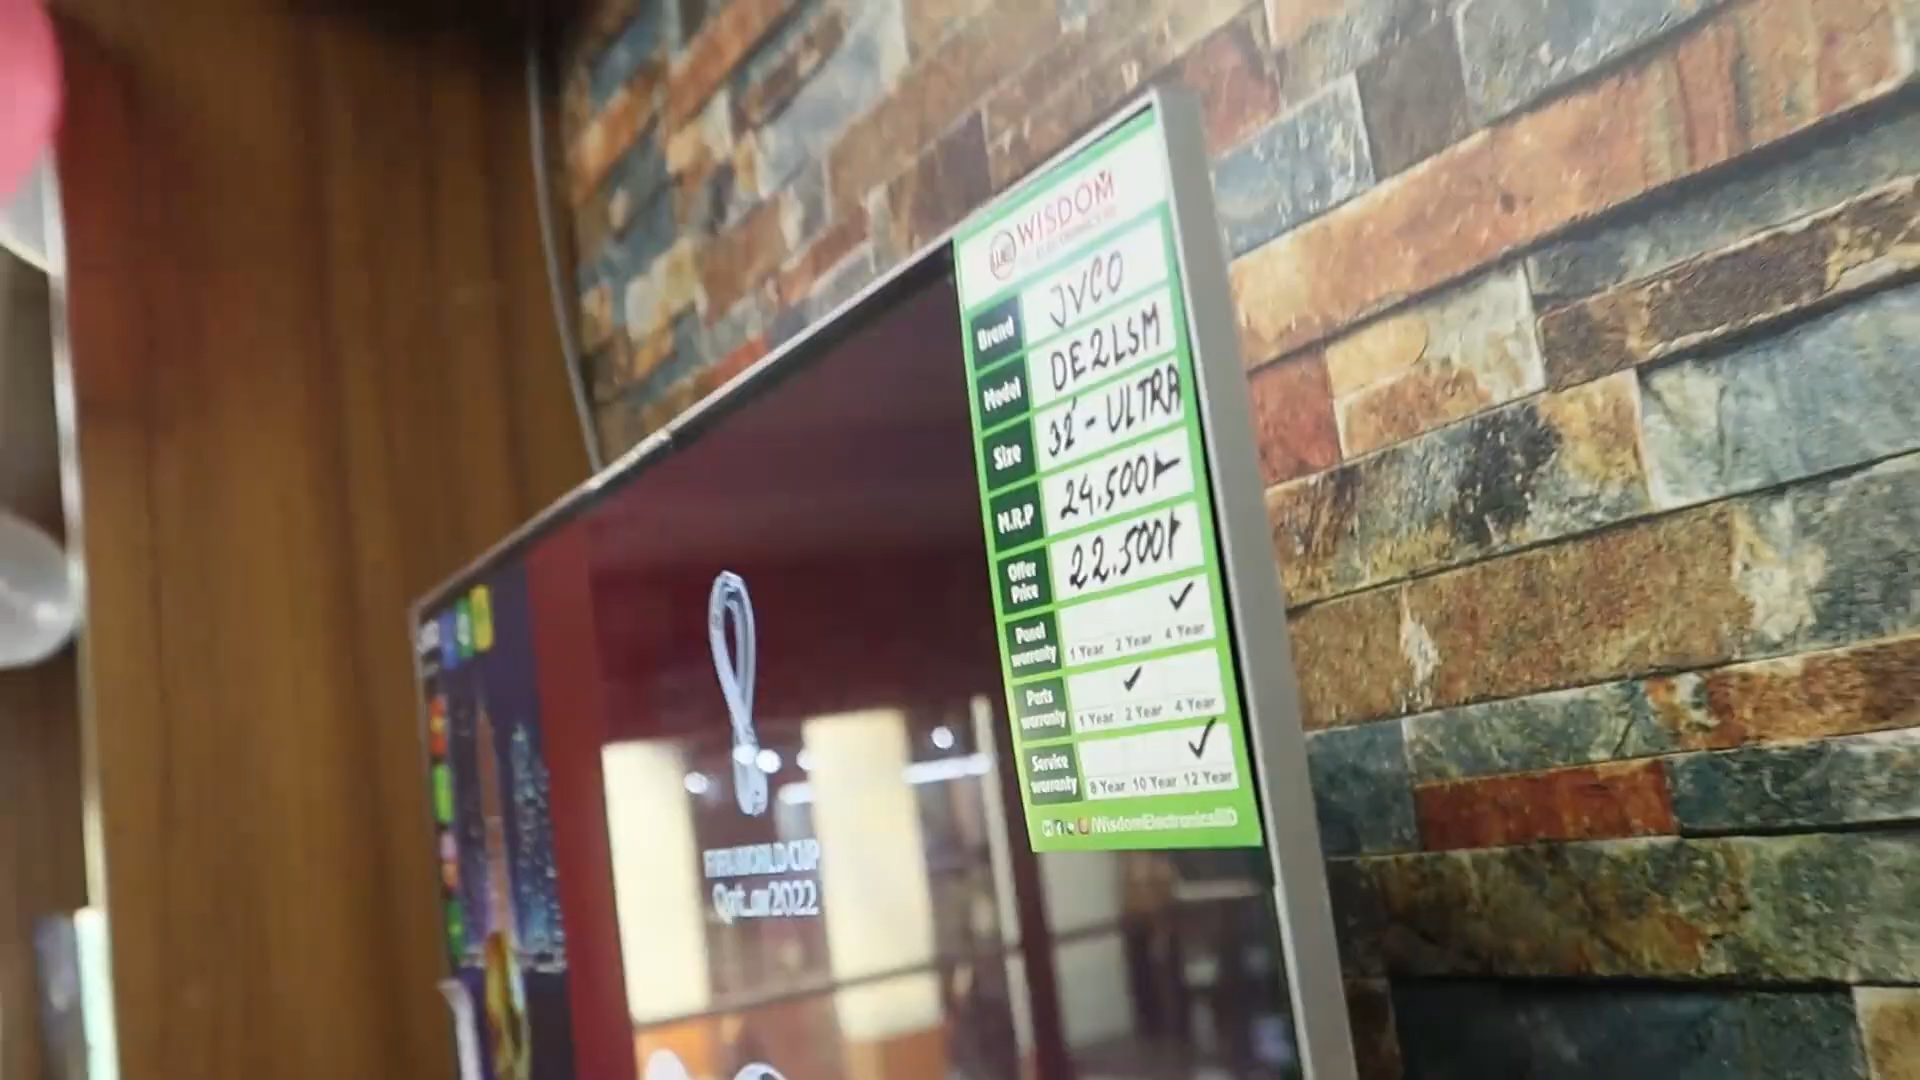 WISDOM
Brand JVCO
Model DE2LSM
Size 32" - ULTRA
M.R.P 24.500/-
Offer Price 22.500/-
Panel warranty 1 Year 2 Year 4 Year ✓
Parts warranty 1 Year 2 Year ✓ 4 Year
Service warranty 8 Year 10 Year 12 Year ✓
FIFA WORLD CUP
Qatar2022